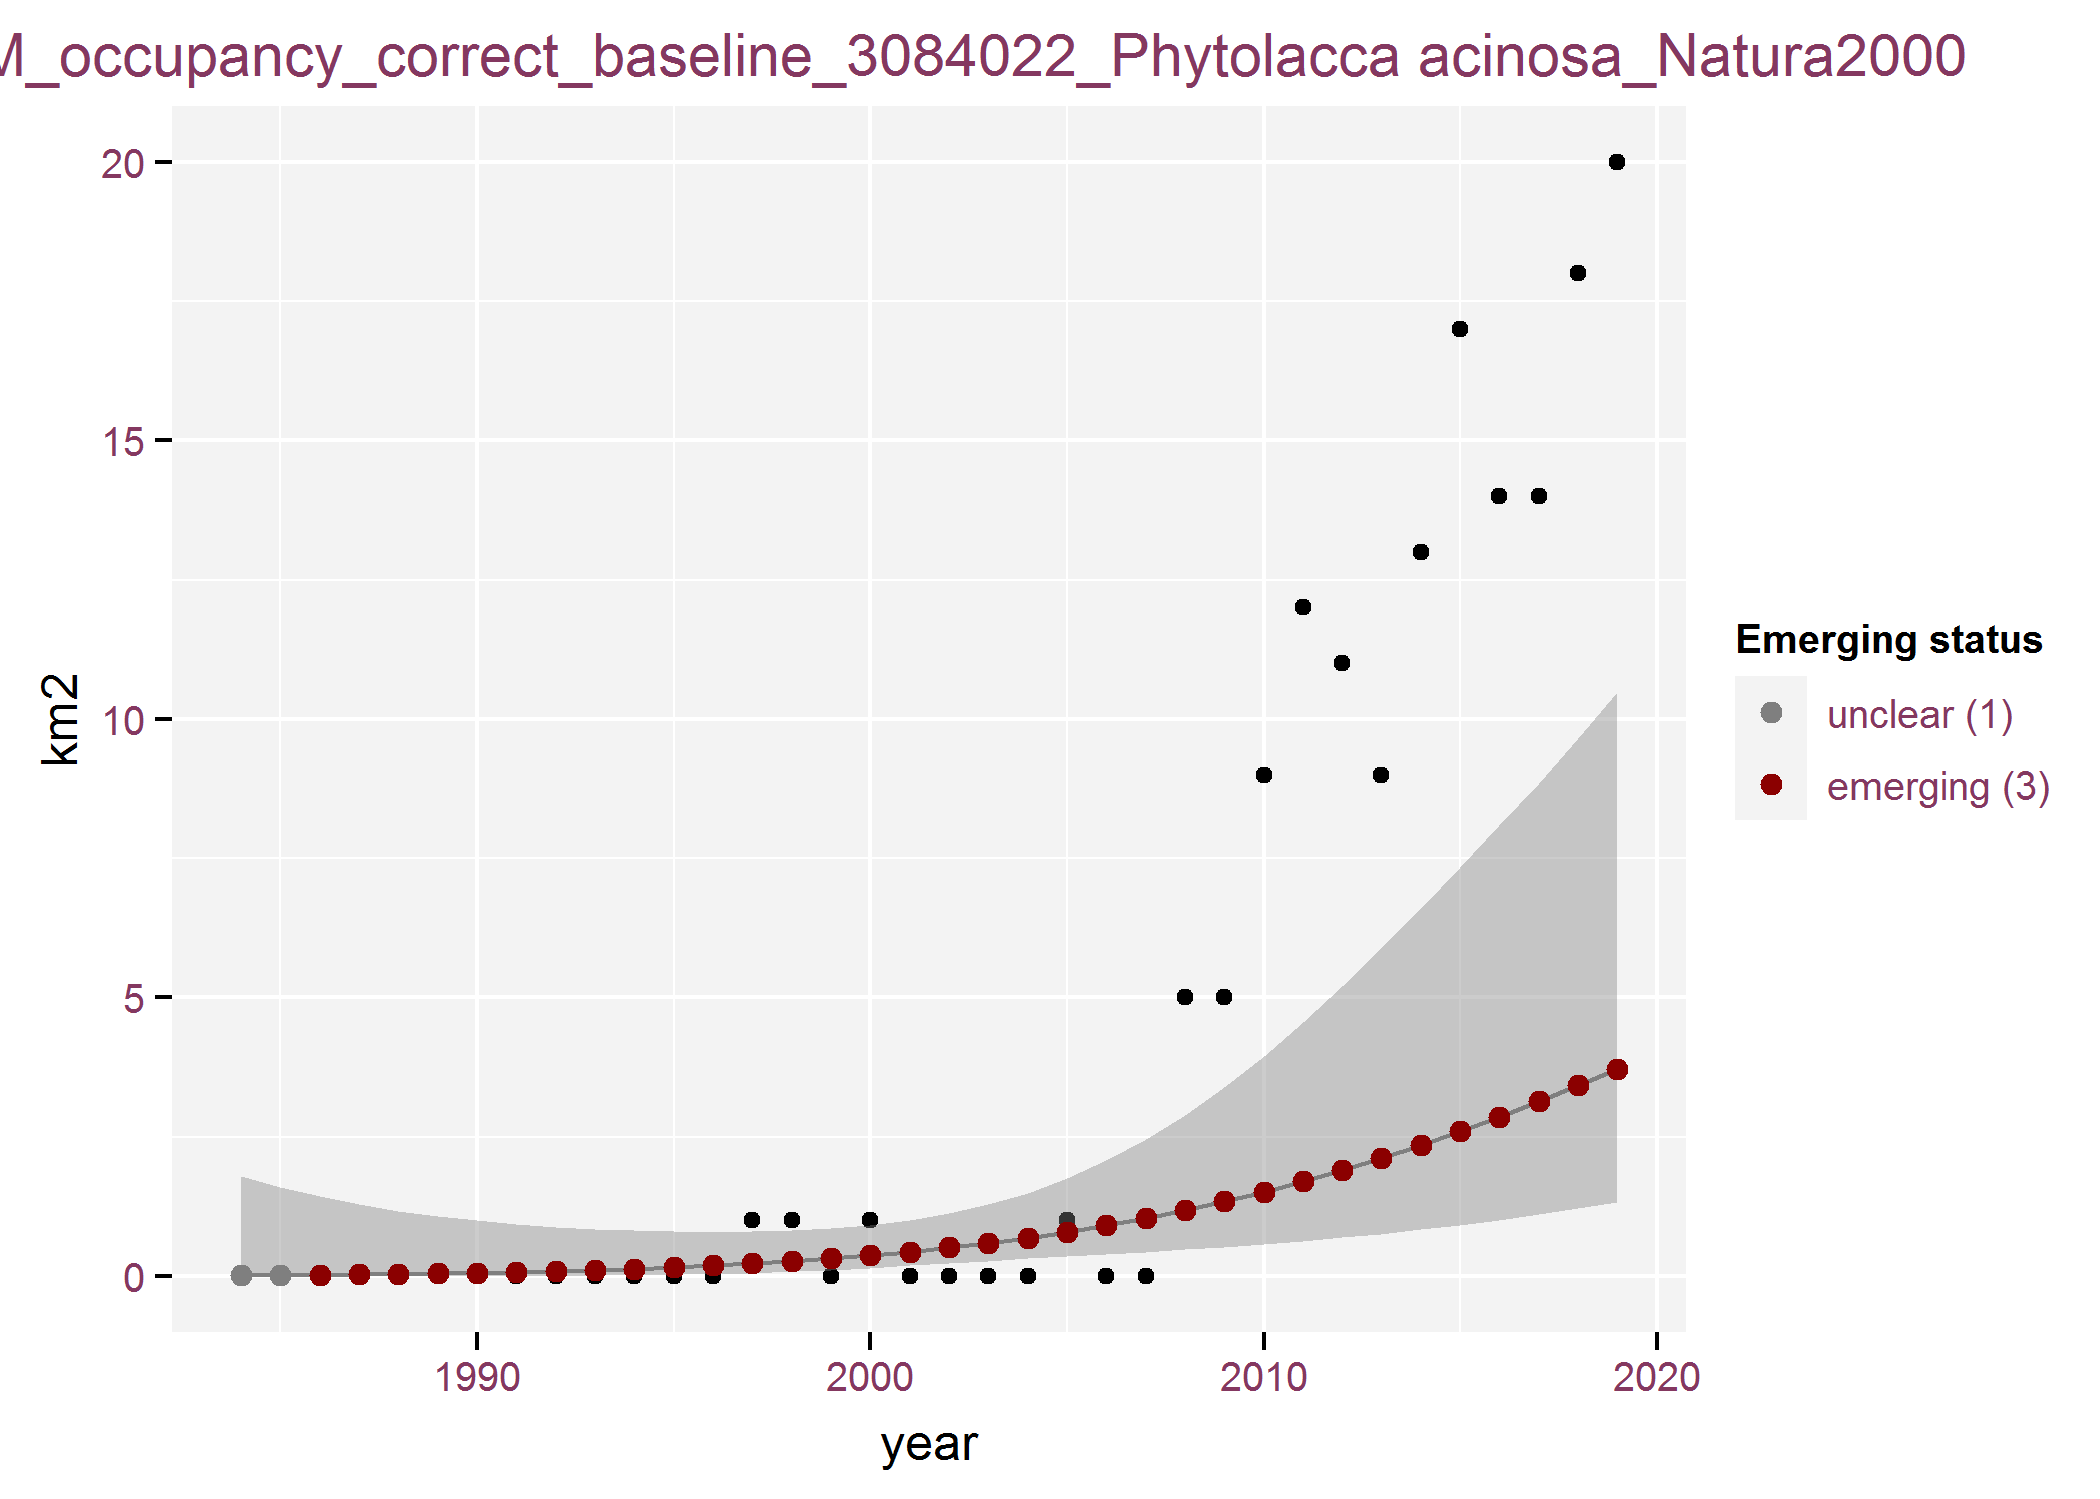 M_occupancy_correct_baseline_3084022_Phytolacca acinosa_Natura2000
20
15
10
5
0
km2
1990 2000 2010 2020
year
Emerging status
unclear (1)
emerging (3)